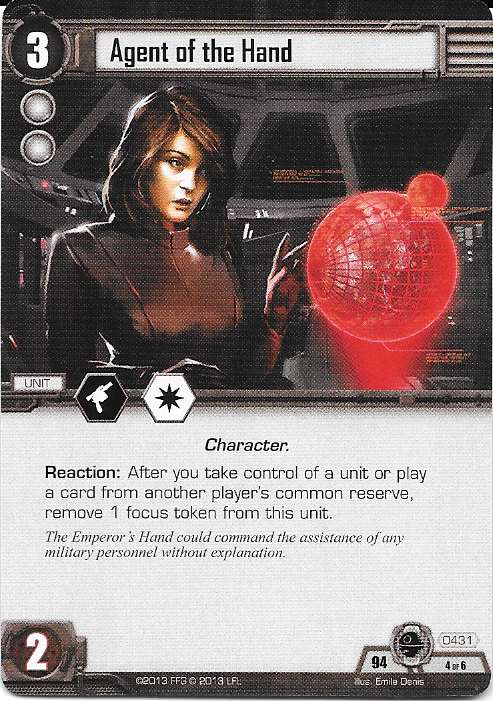 3
Agent of the Hand
UNIT
Character.
Reaction: After you take control of a unit or play
a card from another player's common reserve,
remove 1 focus token from this unit.
The Emperor's Hand could command the assistance of any
military personnel without explanation.
2
0431
94
4 OF 6
©2013 FFG © 2013 LFL
Illus. Emile Denis